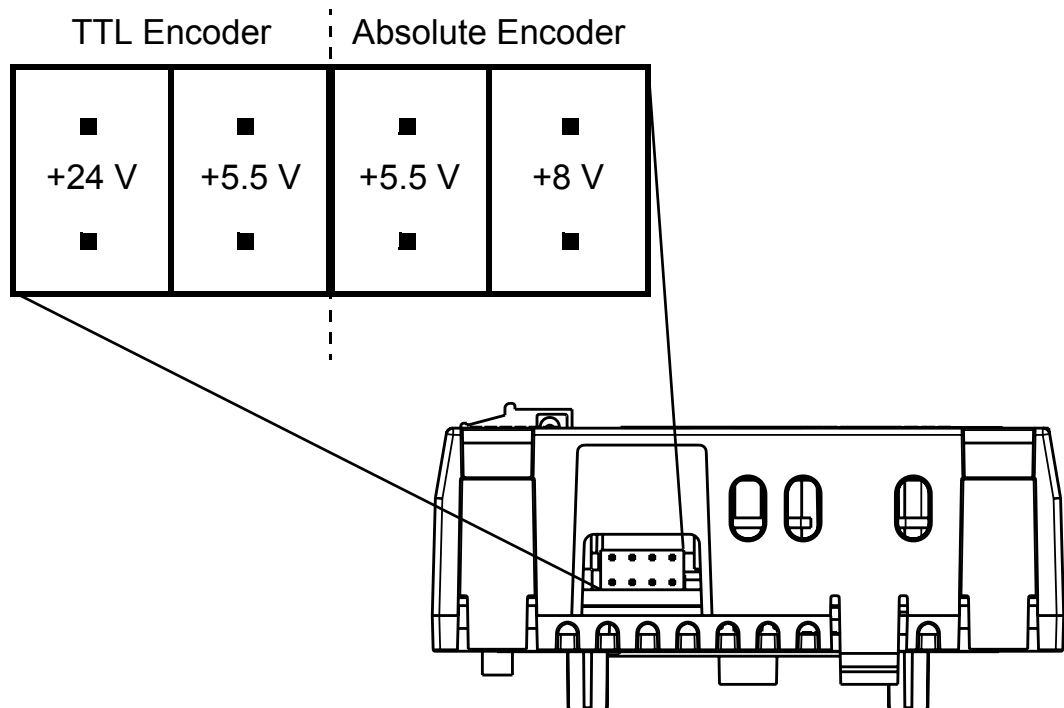 TTL Encoder Absolute Encoder
+24 V +5.5 V +5.5 V +8 V